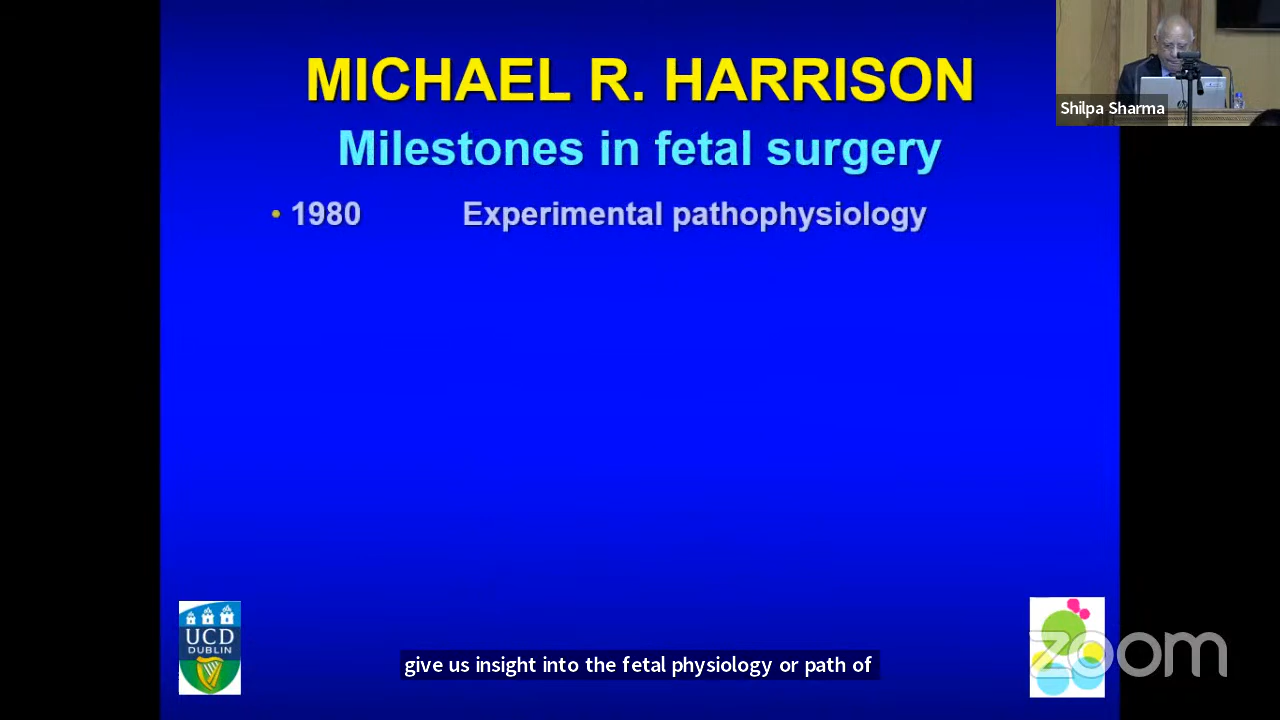 MICHAEL R. HARRISON
Milestones in fetal surgery
• 1980 Experimental pathophysiology
Shilpa Sharma
UCD
DUBLIN
give us insight into the fetal physiology or path of
zoom